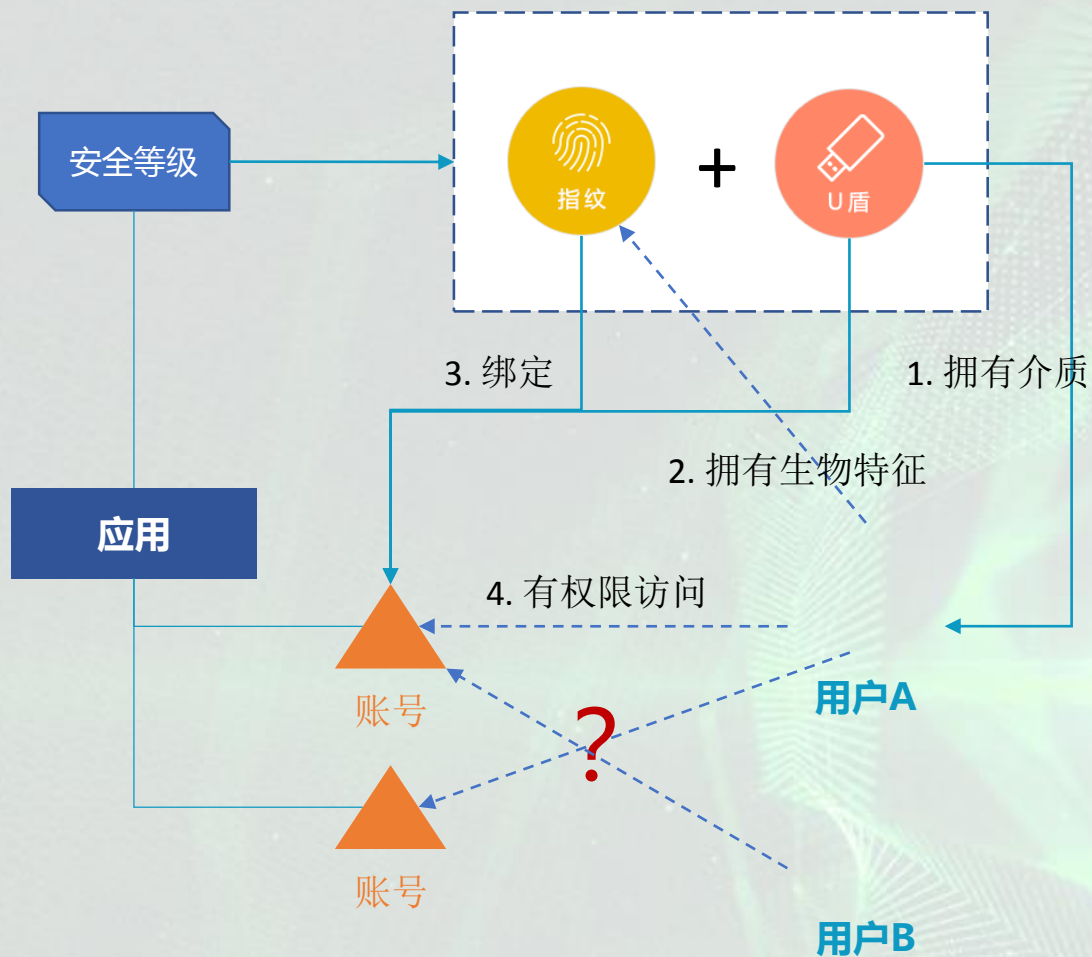 安全等级
指纹
+
U盾
3. 绑定
1. 拥有介质
2. 拥有生物特征
应用
4. 有权限访问
账号
用户A
?
账号
用户B